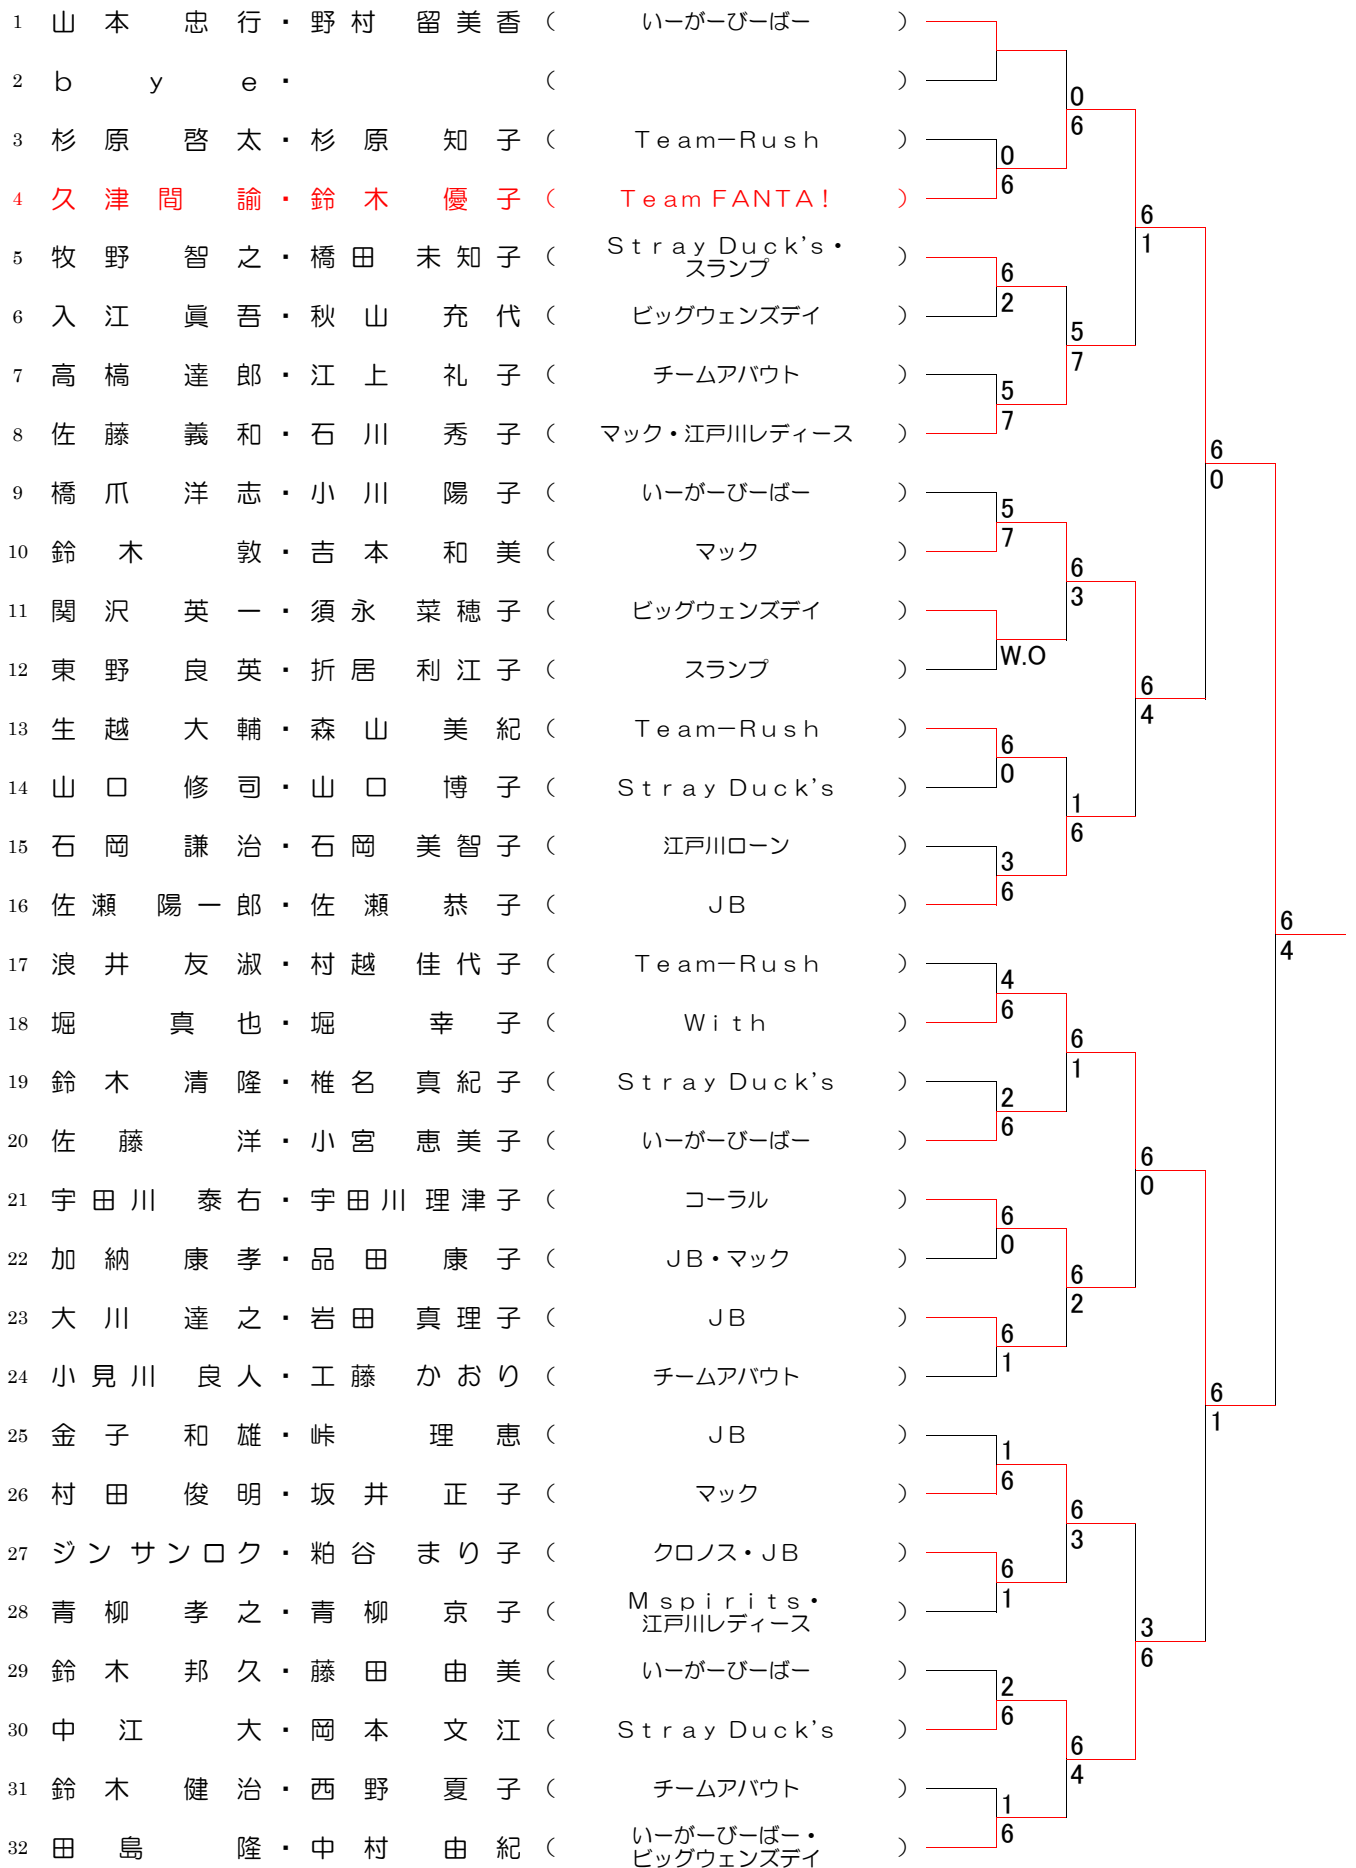 1 山本 忠行・野村 留美香（ いーがーびーばー ）
2 bye・ （ ）
0
6
3 杉原 啓太・杉原 知子（ Team－Rush ）
0
6
4 久津間 諭・鈴木 優子（ Team FANTA！ ）
6
1
5 牧野 智之・橋田 未知子（ Stray Duck's・
スランプ ）
6
2
6 入江 眞吾・秋山 充代（ ビッグウェンズデイ ）
5
7
7 高槗 達郎・江上 礼子（ チームアバウト ）
5
7
8 佐藤 義和・石川 秀子（ マック・江戸川レディース ）
6
0
9 橋爪 洋志・小川 陽子（ いーがーびーばー ）
5
7
10 鈴木 敦・吉本 和美（ マック ）
6
3
11 関沢 英一・須永 菜穂子（ ビッグウェンズデイ ）
W.O
12 東野 良英・折居 利江子（ スランプ ）
6
4
13 生越 大輔・森山 美紀（ Team－Rush ）
6
0
14 山口 修司・山口 博子（ Stray Duck's ）
1
6
15 石岡 謙治・石岡 美智子（ 江戸川ローン ）
3
6
16 佐瀬 陽一郎・佐瀬 恭子（ JB ）
6
4
17 浪井 友淑・村越 佳代子（ Team－Rush ）
4
6
18 堀 真也・堀 幸子（ With ）
6
1
19 鈴木 清隆・椎名 真紀子（ Stray Duck's ）
2
6
20 佐藤 洋・小宮 恵美子（ いーがーびーばー ）
6
0
21 宇田川 泰右・宇田川 理津子（ コーラル ）
6
0
22 加納 康孝・品田 康子（ JB・マック ）
6
2
23 大川 達之・岩田 真理子（ JB ）
6
1
24 小見川 良人・工藤 かおり（ チームアバウト ）
6
1
25 金子 和雄・峠 理恵（ JB ）
1
6
26 村田 俊明・坂井 正子（ マック ）
6
3
27 ジン サンロク・粕谷 まり子（ クロノス・JB ）
6
1
28 青柳 孝之・青柳 京子（ M spirits・
江戸川レディース ）
3
6
29 鈴木 邦久・藤田 由美（ いーがーびーばー ）
2
6
30 中江 大・岡本 文江（ Stray Duck's ）
6
4
31 鈴木 健治・西野 夏子（ チームアバウト ）
1
6
32 田島 隆・中村 由紀（ いーがーびーばー・
ビッグウェンズデイ ）